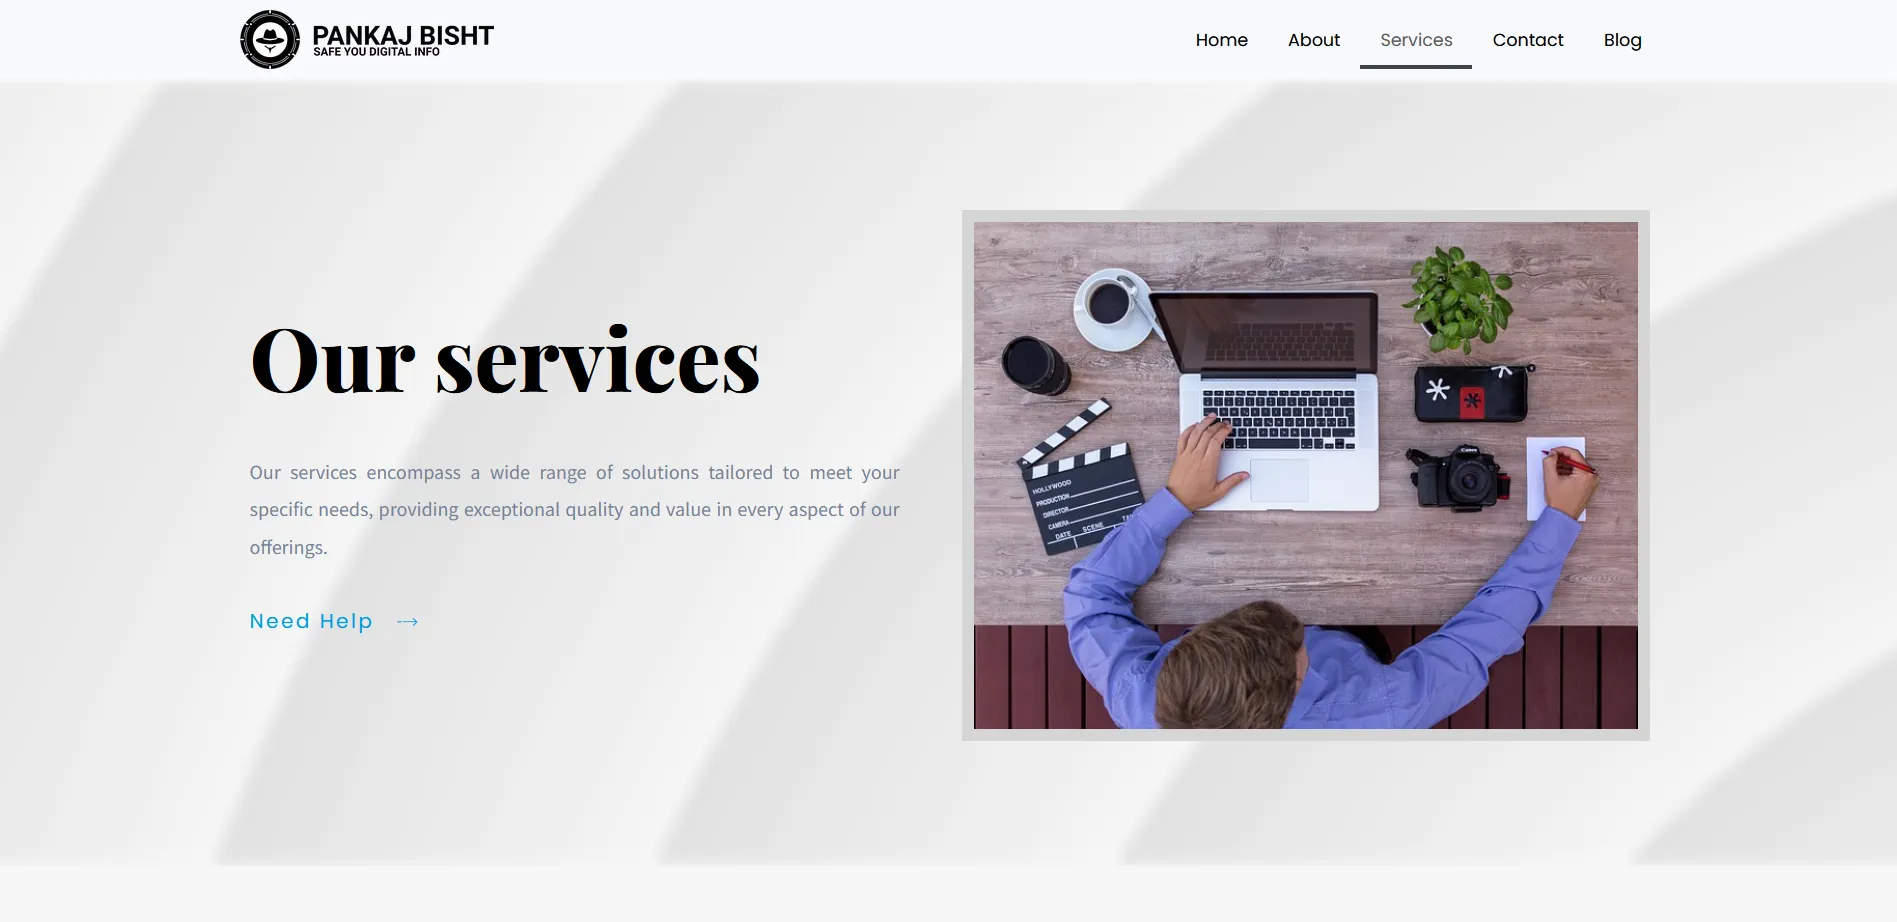 PANKAJ BISHT
SAFE YOU DIGITAL INFO
Home About Services Contact Blog
Our services
Our services encompass a wide range of solutions tailored to meet your
specific needs, providing exceptional quality and value in every aspect of our
offerings.
Need Help
HOLLYWOOD
PRODUCTION
DIRECTOR
CAMERA
DATE SCENE
Canon